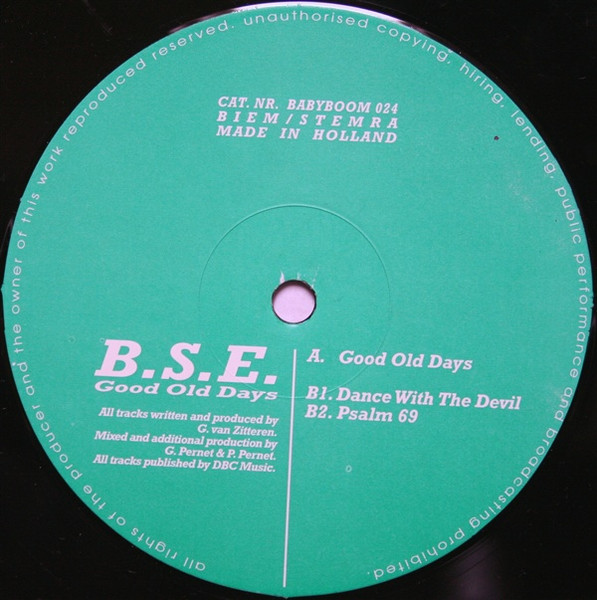 all rights of the producer and the owner of this work reproduced reserved. unauthorised copying, hiring, lending, public performance and broadcasting prohibited.
CAT. NR. BABYBOOM 024
BIEM/STEMRA
MADE IN HOLLAND
B.S.E.
Good Old Days
All tracks written and produced by
G. van Zitteren.
Mixed and additional production by
G. Pernet & P. Pernet.
All tracks published by DBC Music.
A. Good Old Days
B1. Dance With The Devil
B2. Psalm 69